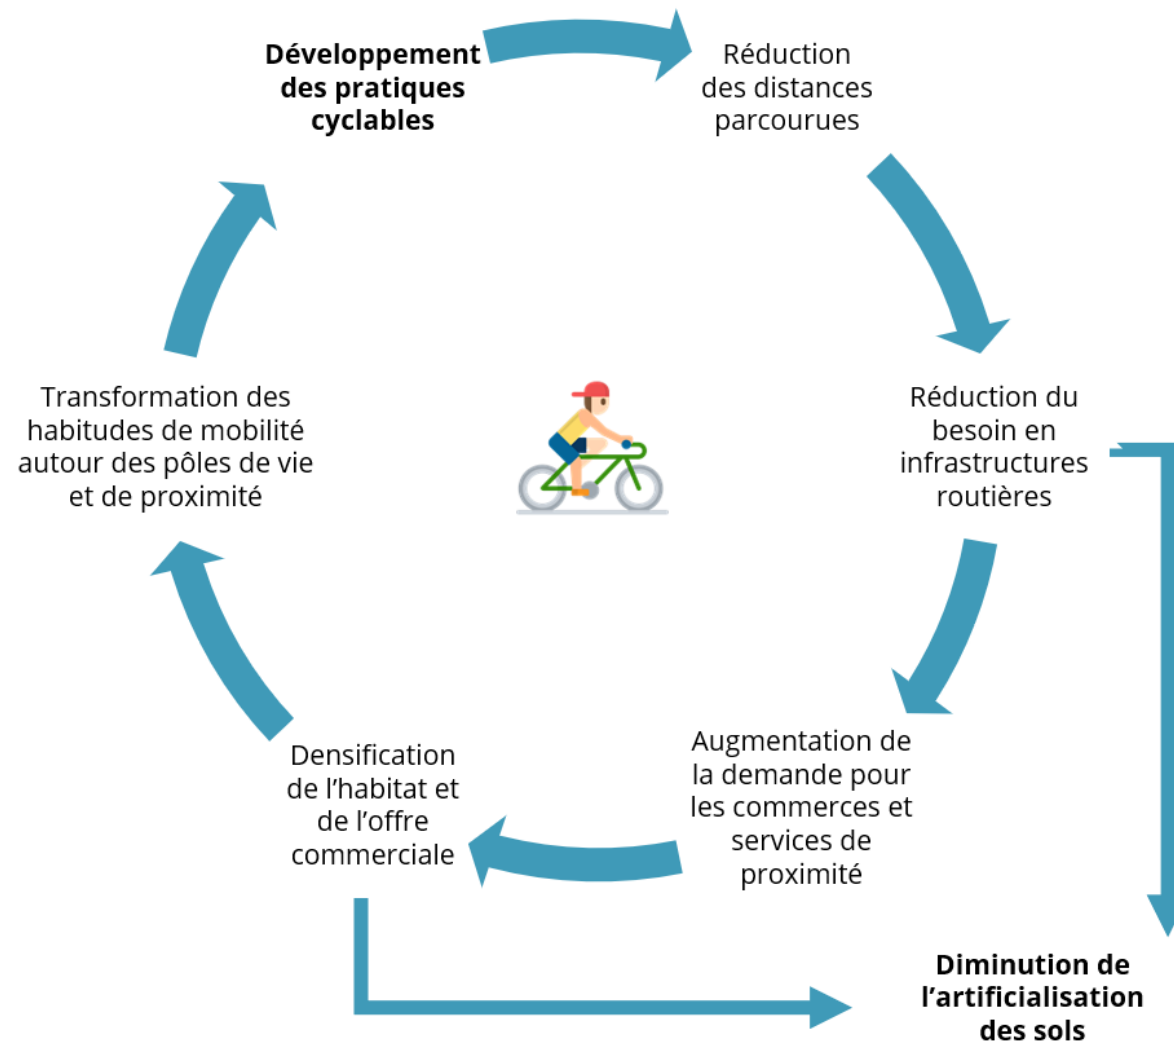 Développement
des pratiques
cyclables
Réduction
des distances
parcourues
Réduction du
besoin en
infrastructures
routières
Augmentation de
la demande pour
les commerces et
services de
proximité
Densification
de l’habitat et
de l’offre
commerciale
Transformation des
habitudes de mobilité
autour des pôles de vie
et de proximité
Diminution de
l’artificialisation
des sols